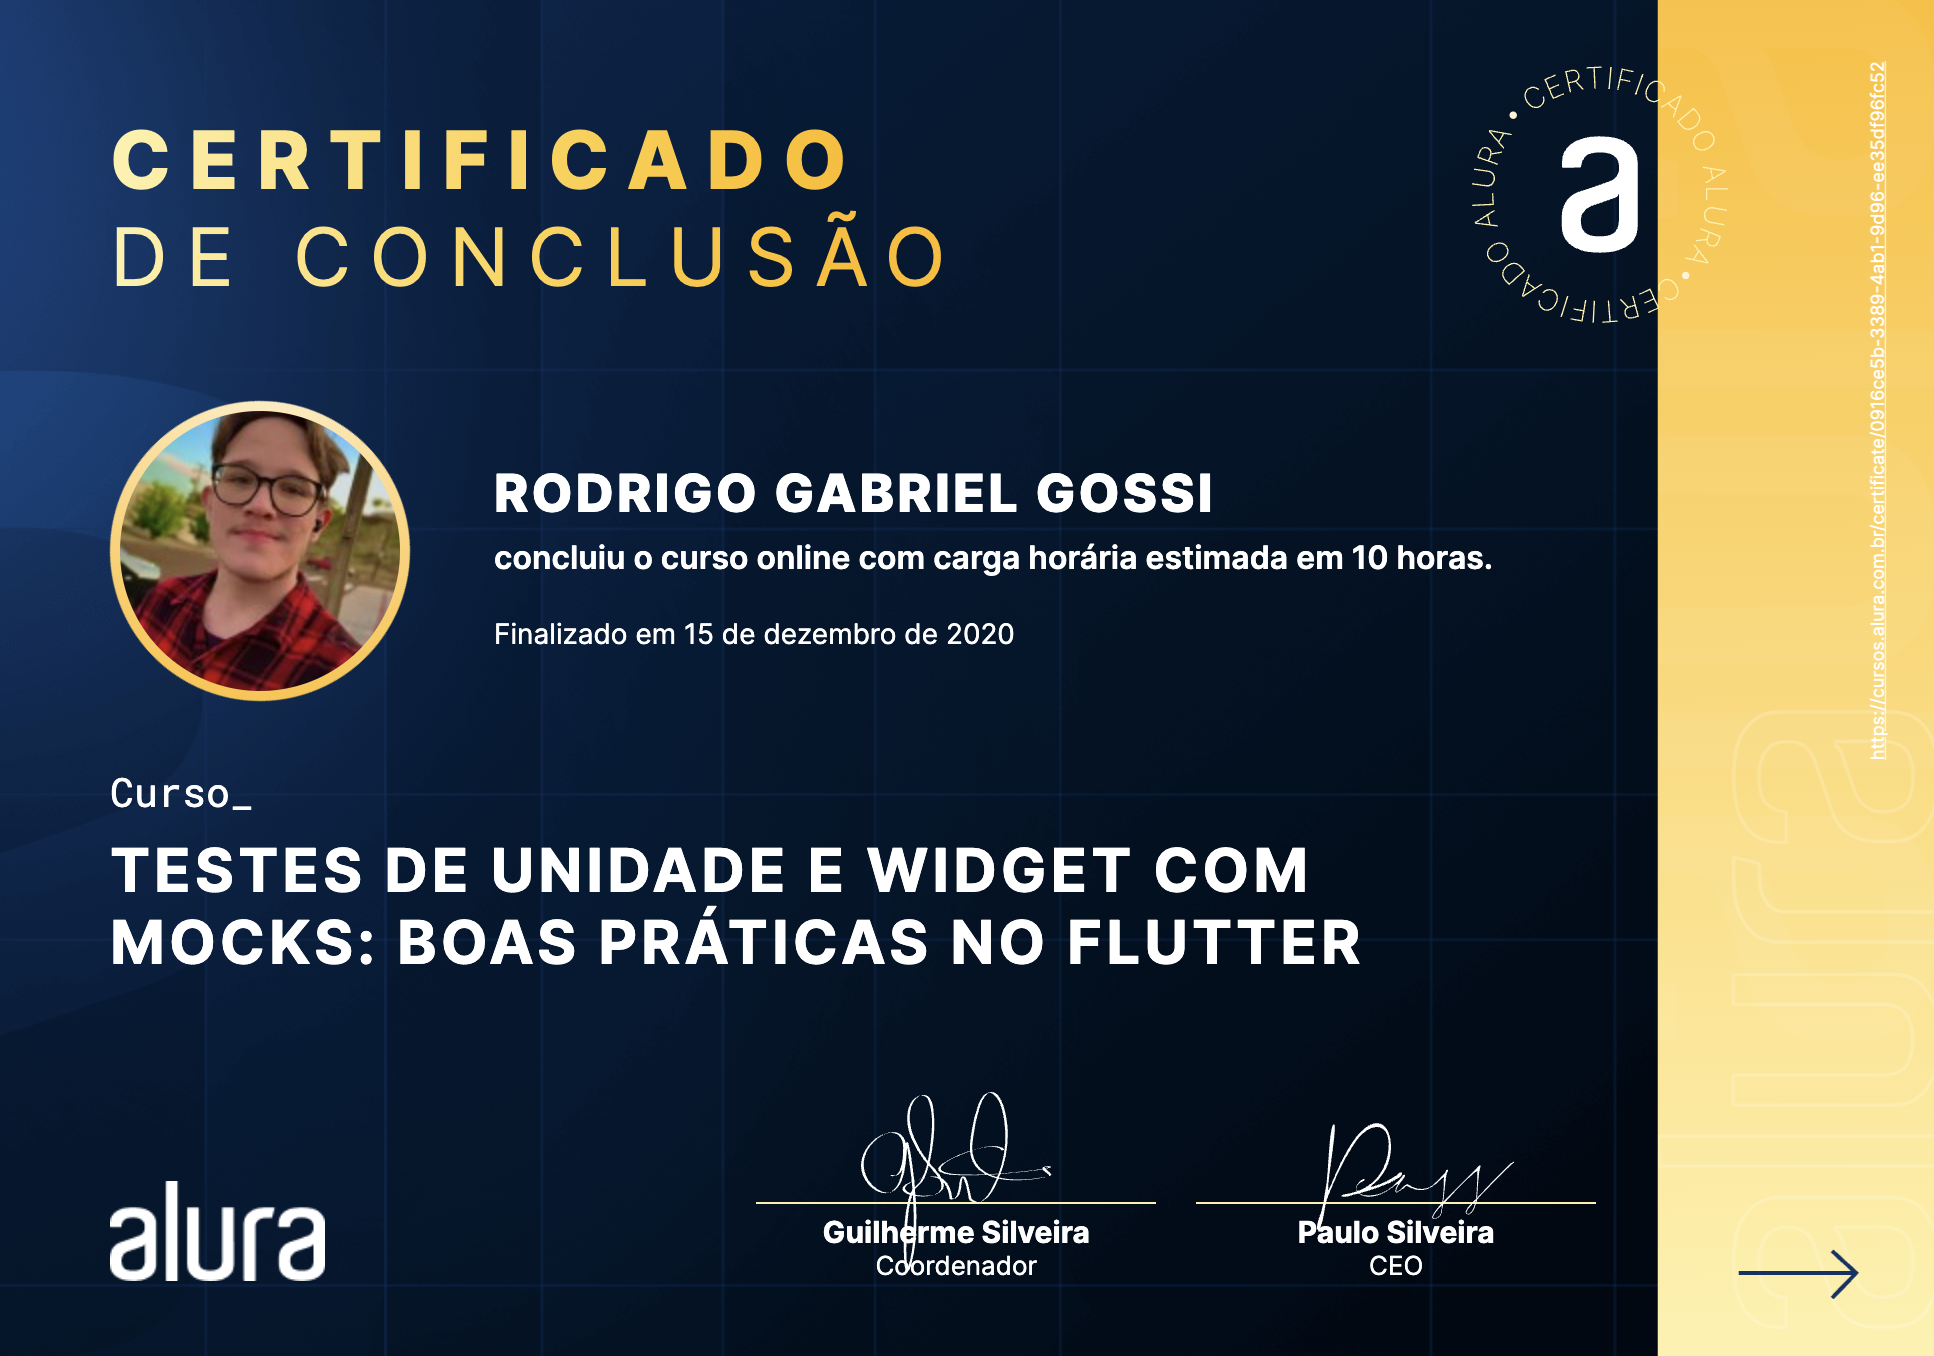 CERTIFICADO
DE CONCLUSÃO
CERTIFICADO ALURA • CERTIFICADO ALURA •
a
https://cursos.alura.com.br/certificate/0916ce5b-3389-4ab1-9d96-ee35df96fc52
RODRIGO GABRIEL GOSSI
concluiu o curso online com carga horária estimada em 10 horas.
Finalizado em 15 de dezembro de 2020
Curso_
TESTES DE UNIDADE E WIDGET COM
MOCKS: BOAS PRÁTICAS NO FLUTTER
alura
Guilherme Silveira
Coordenador
Paulo Silveira
CEO
alura